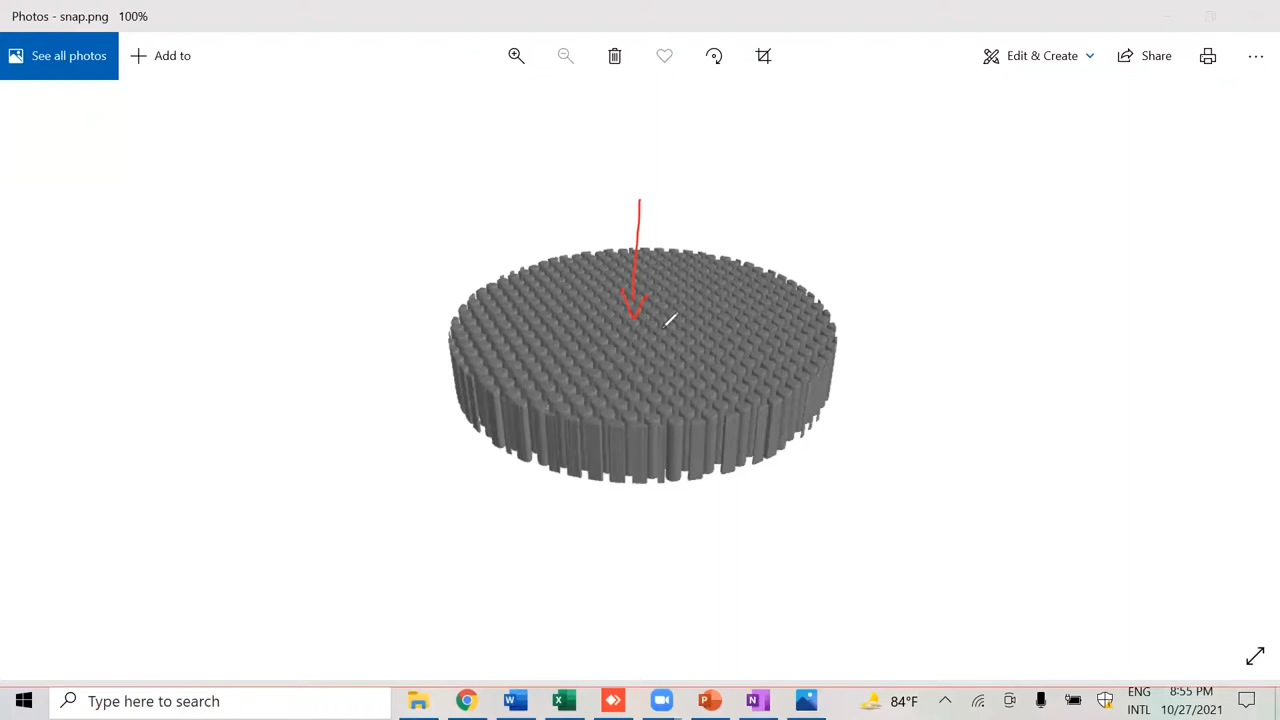 Photos - snap.png 100%
See all photos
Add to
Edit & Create
Share
Type here to search
84°F
ENG
INTL
8:55 PM
10/27/2021